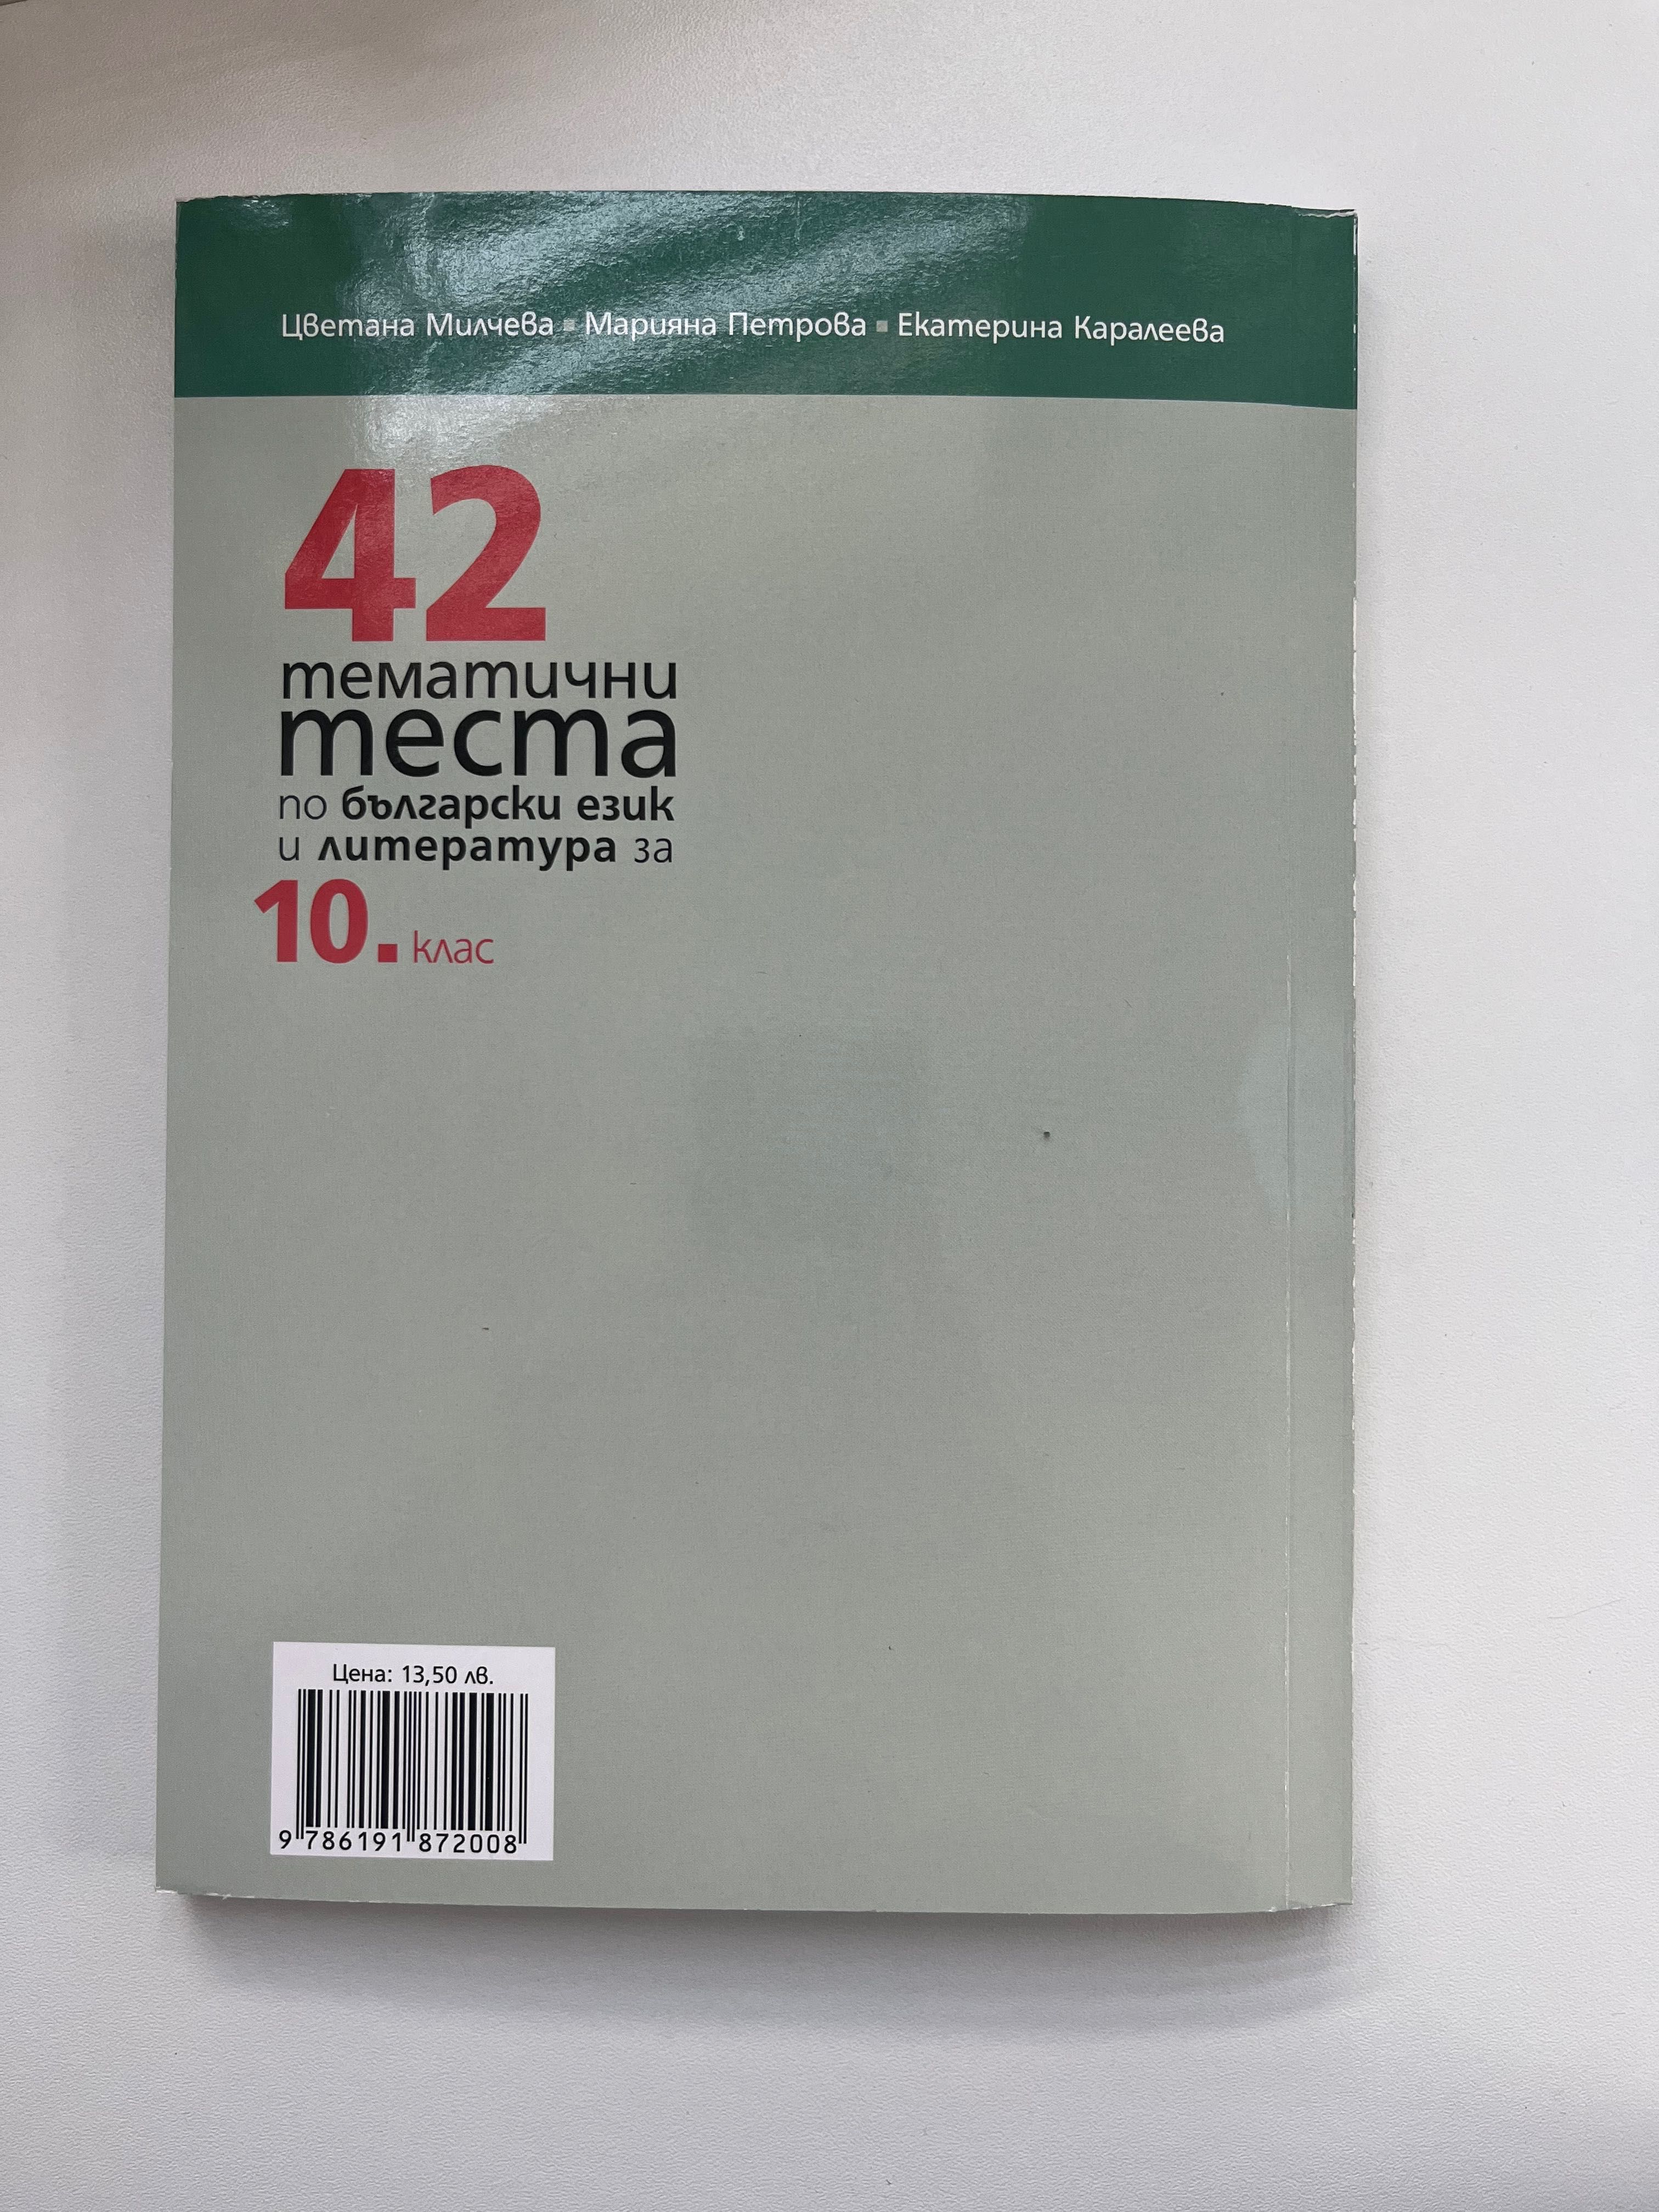 Цветана Милчева ▪ Марияна Петрова ▪ Екатерина Каралеева
42
тематични
теста
по български език
и литература за
10. клас
Цена: 13,50 лв.
9 786191 872008